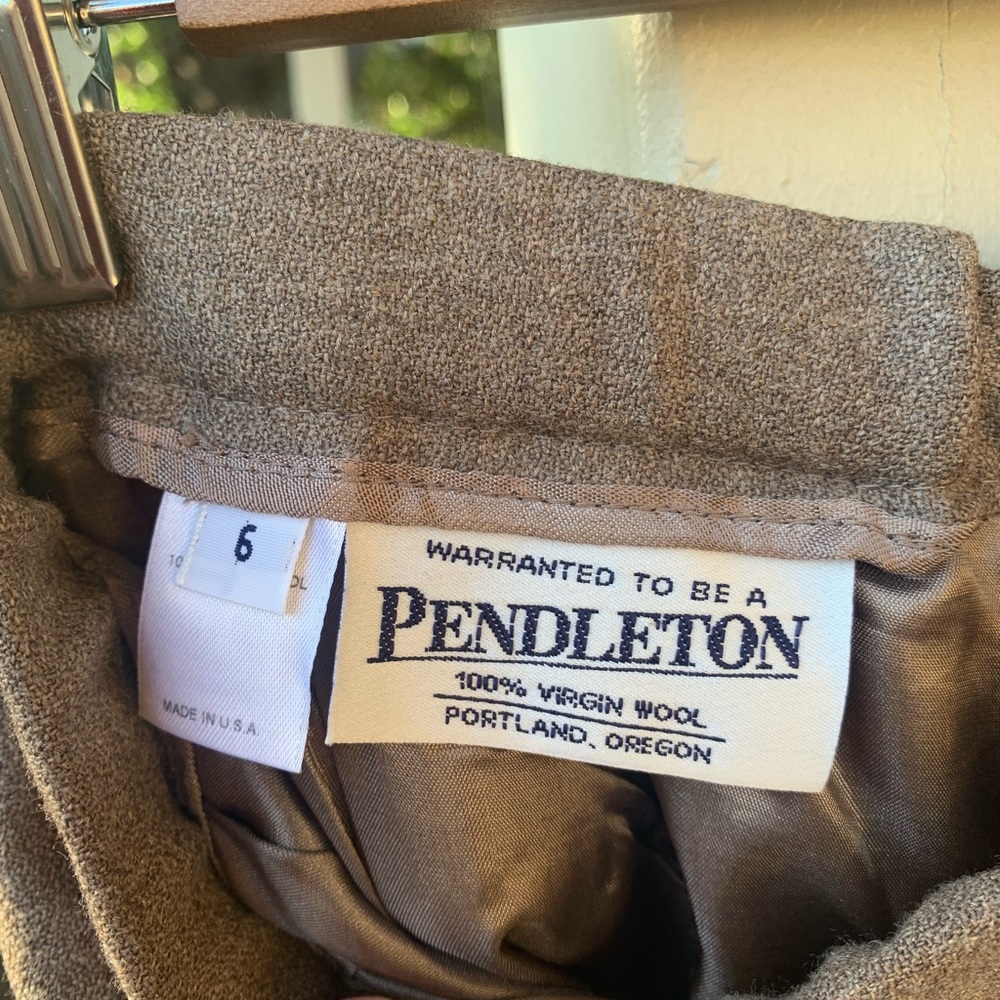 6
MADE IN U.S.A.
WARRANTED TO BE A
PENDLETON
100% VIRGIN WOOL
PORTLAND, OREGON